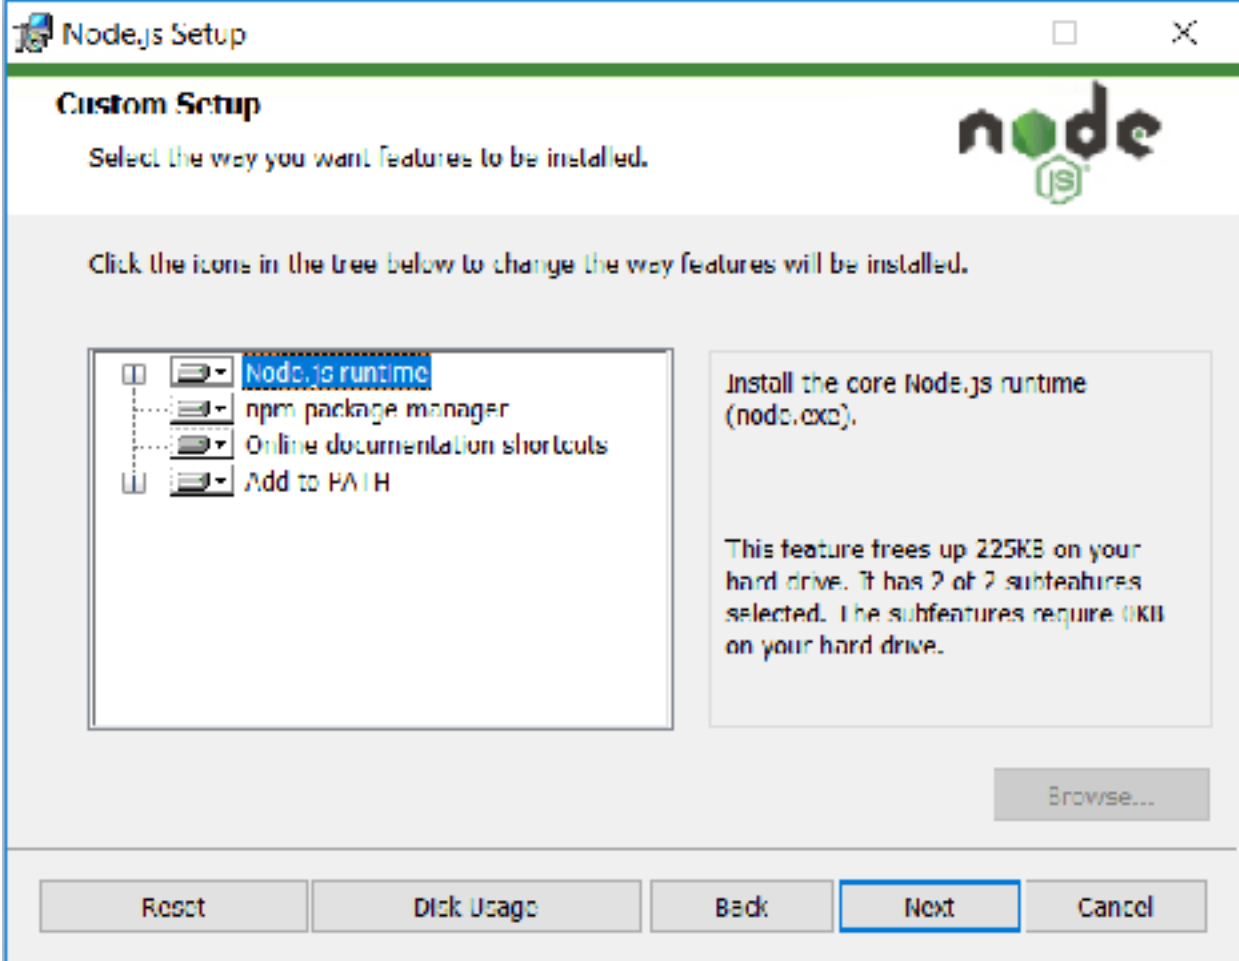 Node.js Setup
Custom Setup
Select the way you want features to be installed.
node
JS
Click the icons in the tree below to change the way features will be installed.
Node.js runtime
npm package manager
Online documentation shortcuts
Add to PATH
Install the core Node.js runtime
(node.exe).
This feature frees up 225KB on your
hard drive. It has 2 of 2 subfeatures
selected. The subfeatures require 0KB
on your hard drive.
Browse...
Reset
Disk Usage
Back
Next
Cancel